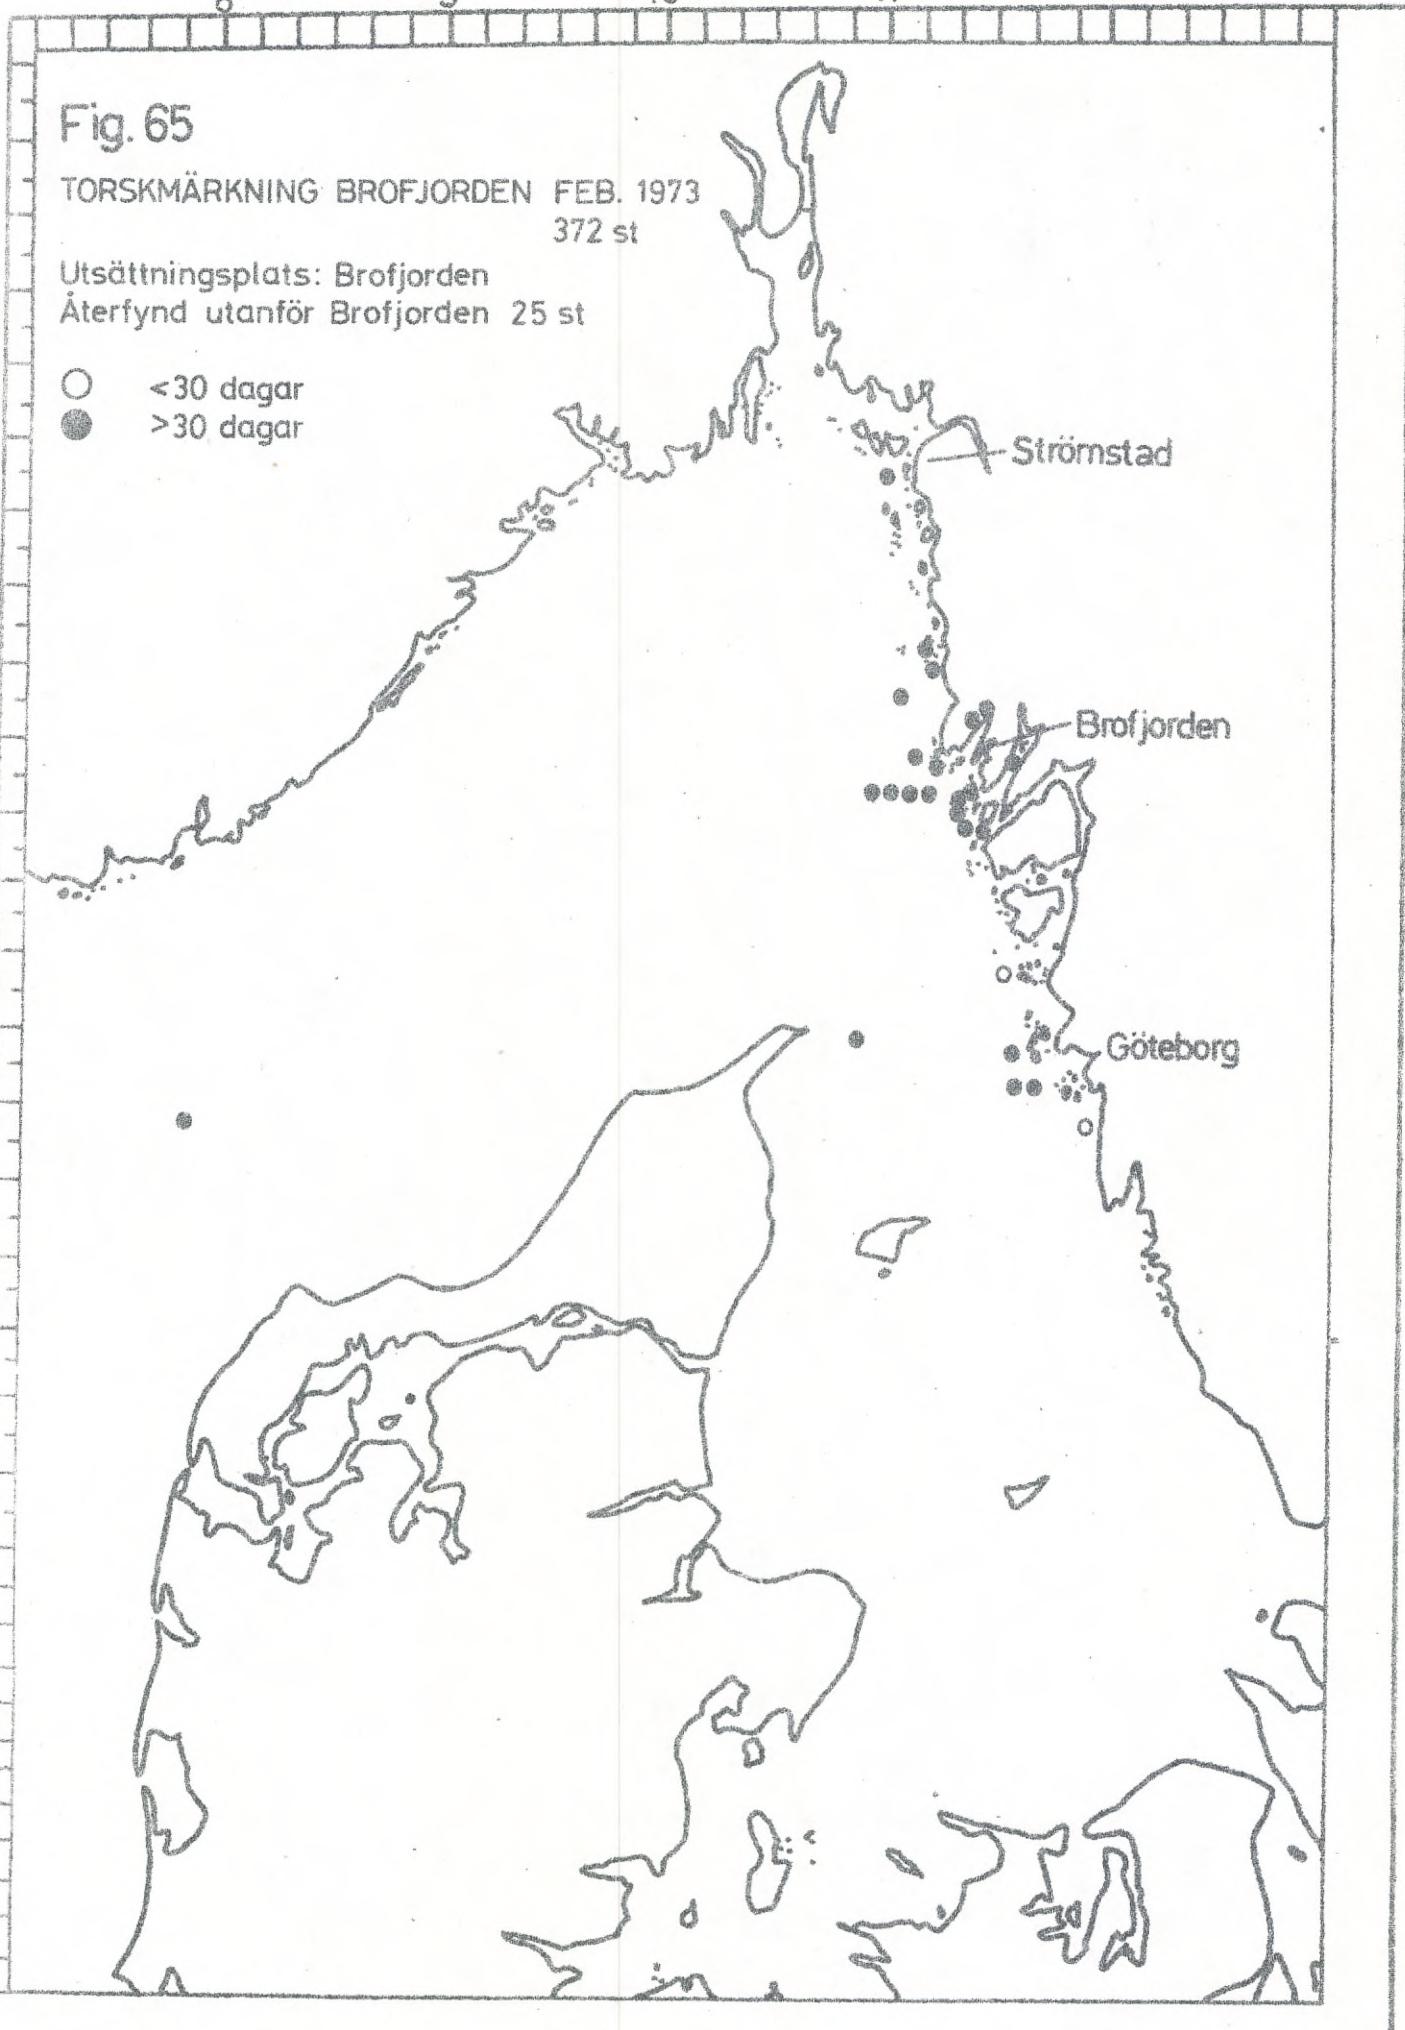 Fig. 65
TORSKMÄRKNING BROFJORDEN FEB. 1973
372 st
Utsättningsplats: Brofjorden
Återfynd utanför Brofjorden 25 st
<30 dagar
>30 dagar
Strömstad
Brofjorden
Göteborg